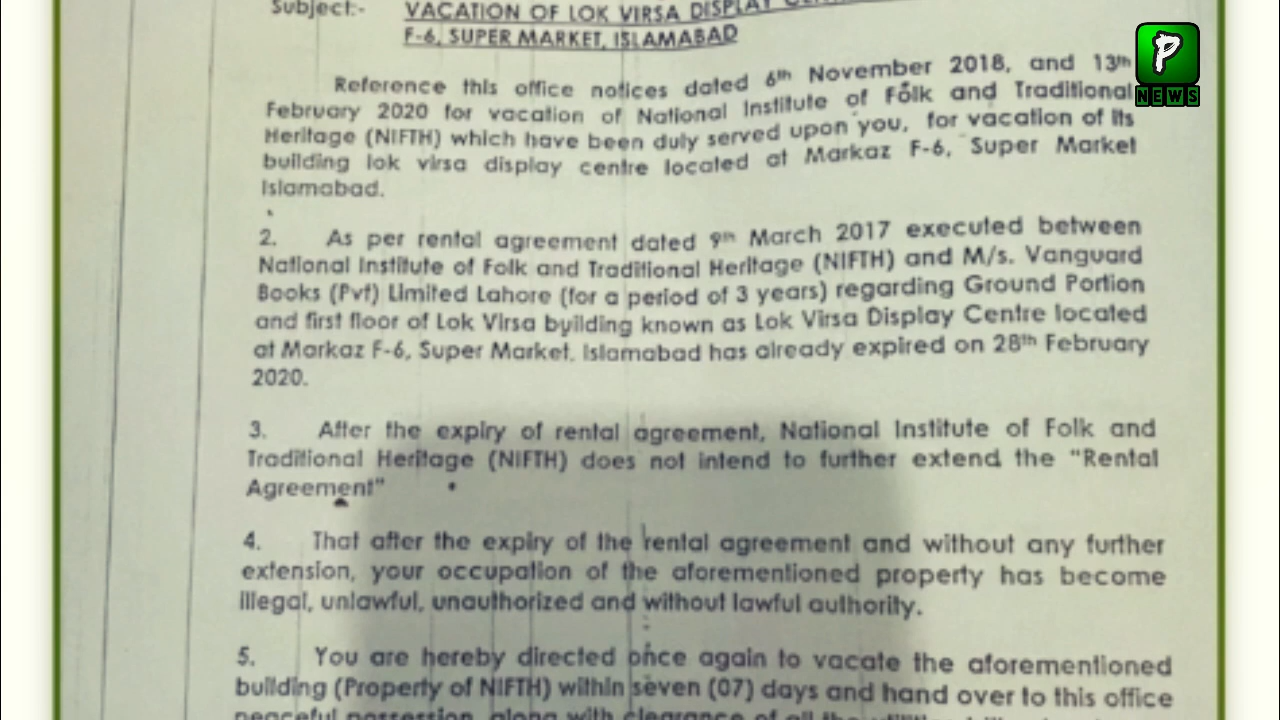 Subject:- VACATION OF LOK VIRSA DISPLAY
F-6, SUPER MARKET, ISLAMABAD
P
NEWS
Reference this office notices dated 6th November 2018, and 13th
February 2020 for vacation of National Institute of Folk and Traditional
Heritage (NIFTH) which have been duly served upon you, for vacation of its
building lok virsa display centre located at Markaz F-6, Super Market
Islamabad.
2. As per rental agreement dated 9th March 2017 executed between
National Institute of Folk and Traditional Heritage (NIFTH) and M/s. Vanguard
Books (Pvt) Limited Lahore (for a period of 3 years) regarding Ground Portion
and first floor of Lok Virsa building known as Lok Virsa Display Centre located
at Markaz F-6, Super Market, Islamabad has already expired on 28th February
2020.
3. After the expiry of rental agreement, National Institute of Folk and
Traditional Heritage (NIFTH) does not intend to further extend the "Rental
Agreement"
4. That after the expiry of the rental agreement and without any further
extension, your occupation of the aforementioned property has become
illegal, unlawful, unauthorized and without lawful authority.
5. You are hereby directed once again to vacate the aforementioned
building (Property of NIFTH) within seven (07) days and hand over to this office
peaceful possession, along with clearance of all the